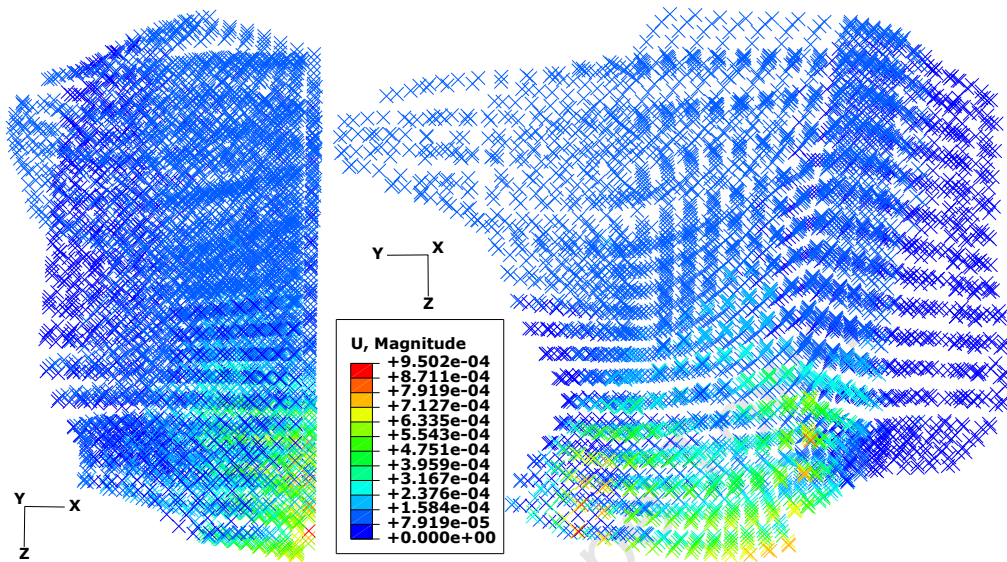 Y X
Z
U, Magnitude
+9.502e-04
+8.711e-04
+7.919e-04
+7.127e-04
+6.335e-04
+5.543e-04
+4.751e-04
+3.959e-04
+3.167e-04
+2.376e-04
+1.584e-04
+7.919e-05
+0.000e+00
Y X
Z